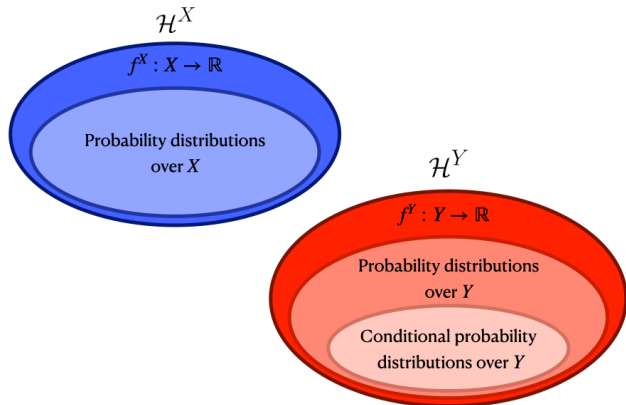 ℋ^X
f^X : X → ℝ
Probability distributions
over X
ℋ^Y
f^Y : Y → ℝ
Probability distributions
over Y
Conditional probability
distributions over Y